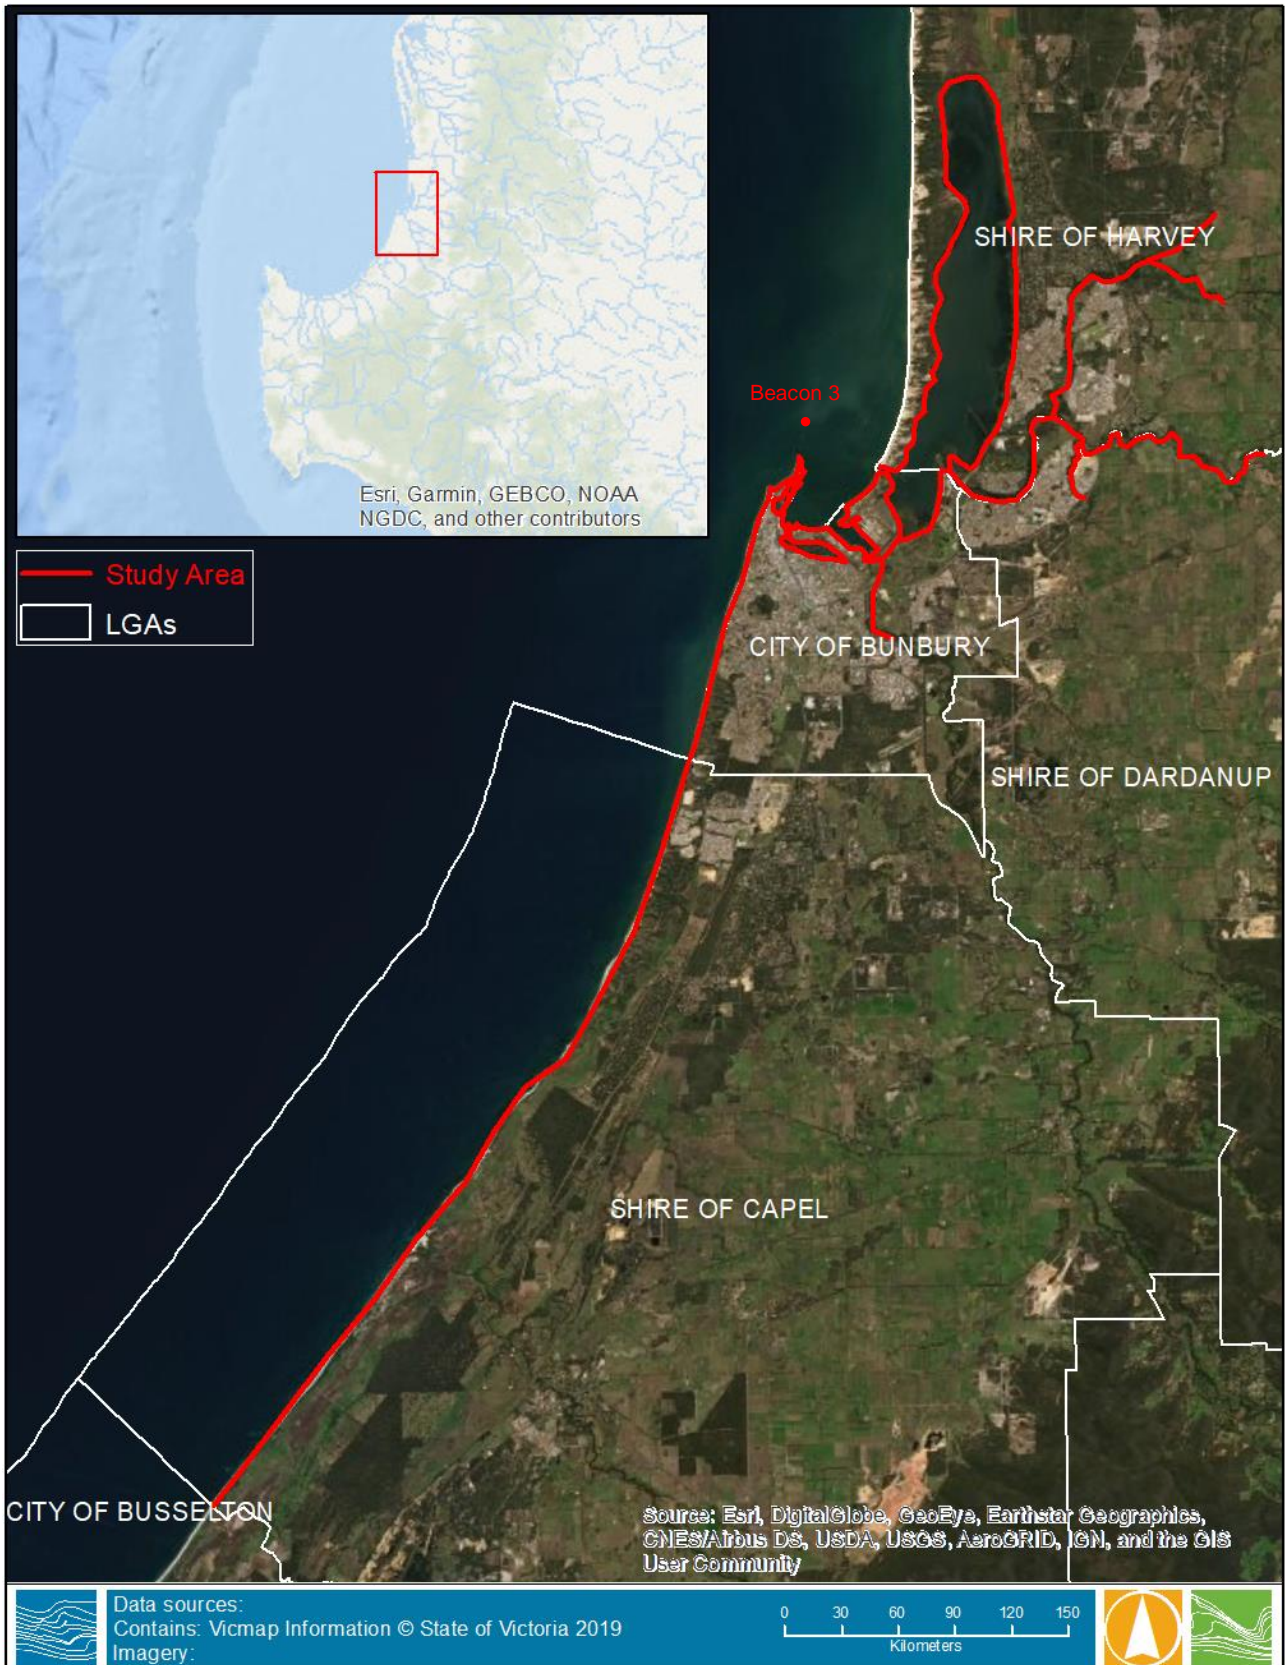 Esri, Garmin, GEBCO, NOAA
NGDC, and other contributors
Study Area
LGAs
SHIRE OF HARVEY
Beacon 3
CITY OF BUNBURY
SHIRE OF DARDANUP
SHIRE OF CAPEL
CITY OF BUSSELTON
Source: Esri, DigitalGlobe, GeoEye, Earthstar Geographics,
CNES/Airbus DS, USDA, USGS, AeroGRID, IGN, and the GIS
User Community
Data sources:
Contains: Vicmap Information © State of Victoria 2019
Imagery:
0 30 60 90 120 150
Kilometers